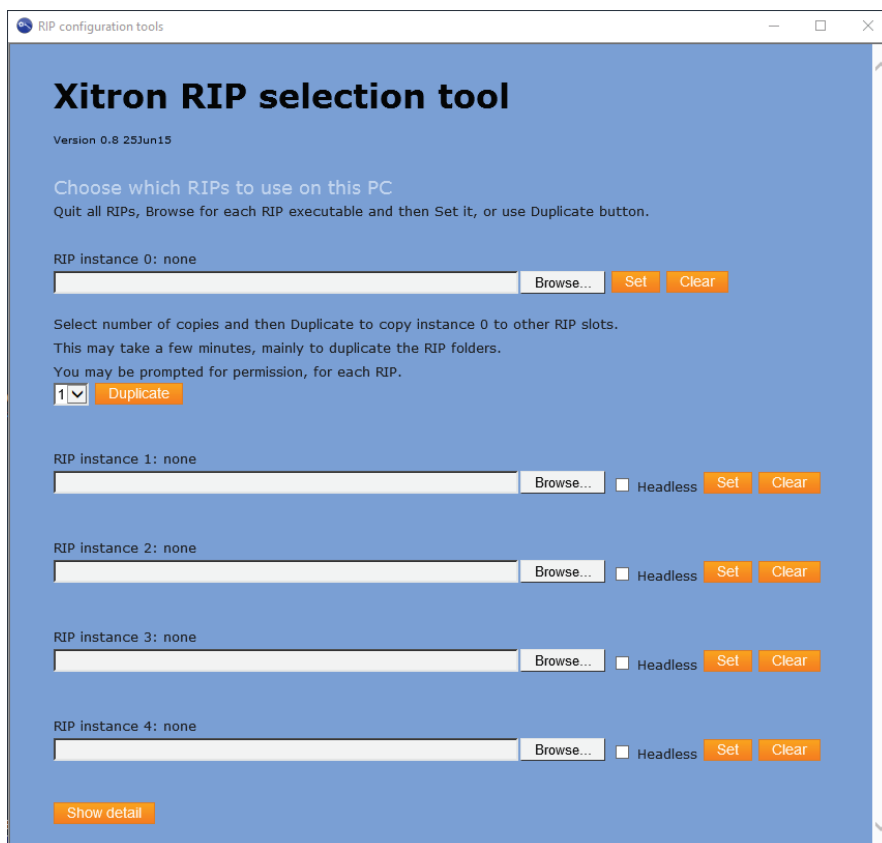 RIP configuration tools
Xitron RIP selection tool
Version 0.8 25Jun15
Choose which RIPs to use on this PC
Quit all RIPs, Browse for each RIP executable and then Set it, or use Duplicate button.
RIP instance 0: none
Browse... Set Clear
Select number of copies and then Duplicate to copy instance 0 to other RIP slots.
This may take a few minutes, mainly to duplicate the RIP folders.
You may be prompted for permission, for each RIP.
1 Duplicate
RIP instance 1: none
Browse... Headless Set Clear
RIP instance 2: none
Browse... Headless Set Clear
RIP instance 3: none
Browse... Headless Set Clear
RIP instance 4: none
Browse... Headless Set Clear
Show detail